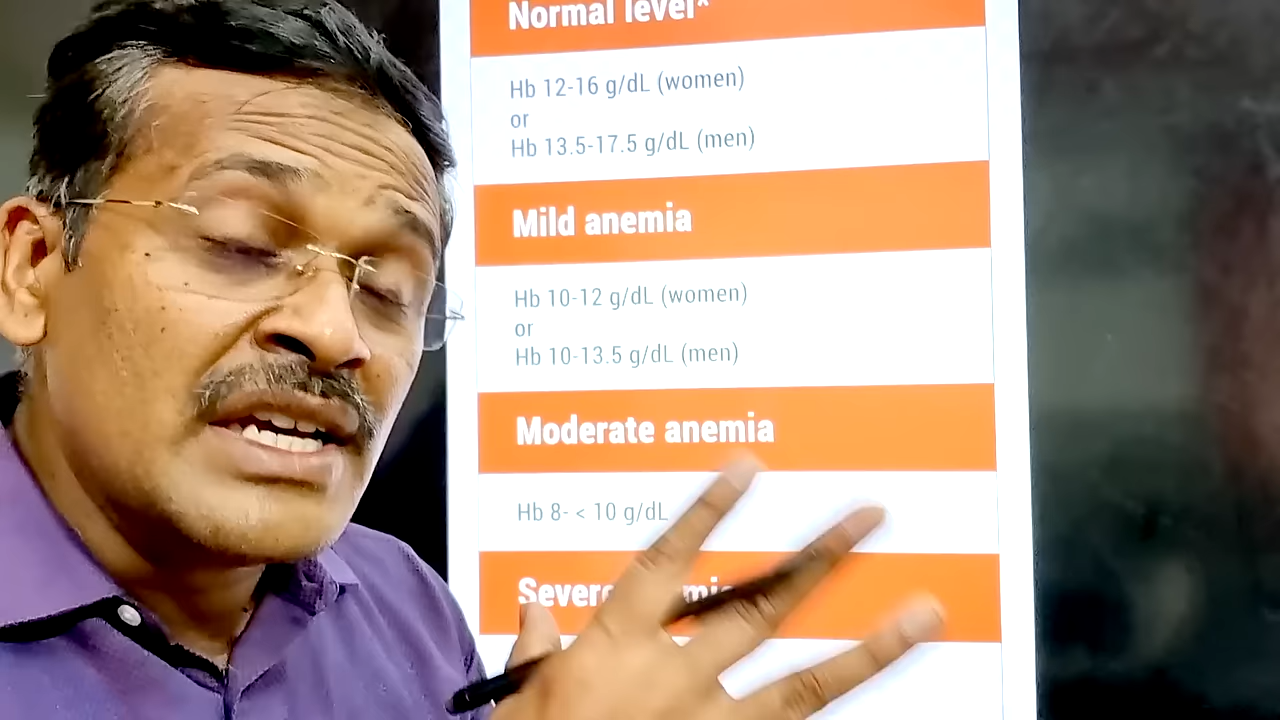 Normal level*
Hb 12-16 g/dL (women)
or
Hb 13.5-17.5 g/dL (men)
Mild anemia
Hb 10-12 g/dL (women)
or
Hb 10-13.5 g/dL (men)
Moderate anemia
Hb 8- < 10 g/dL
Severe